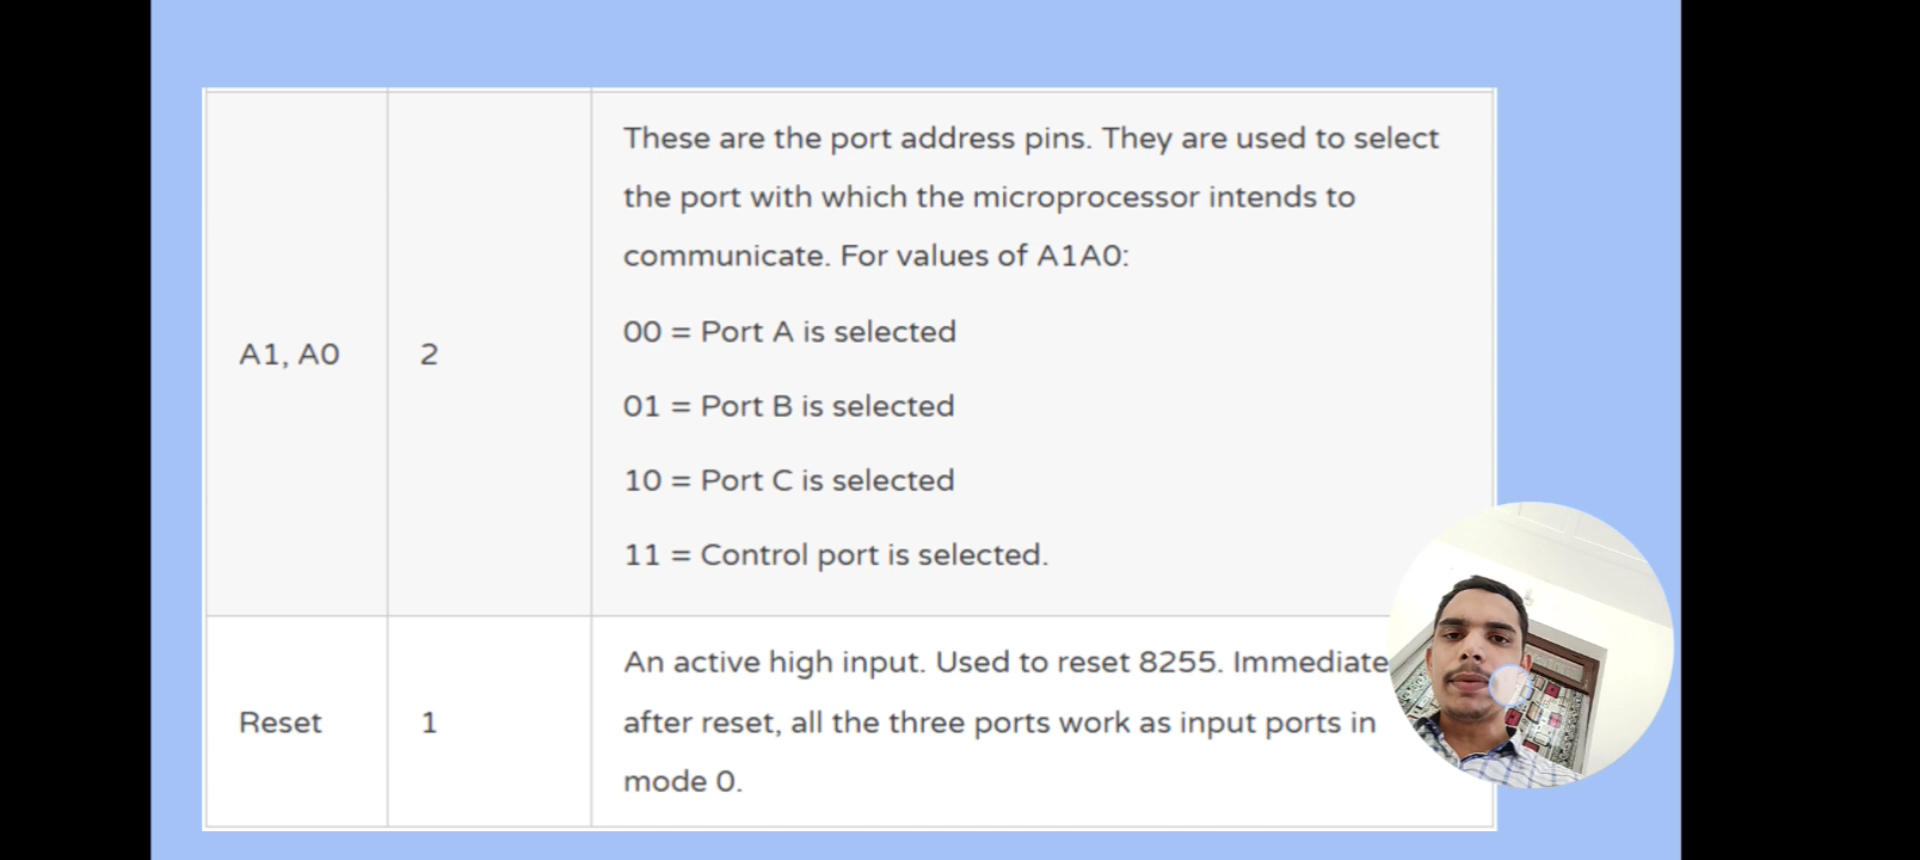 These are the port address pins. They are used to select
the port with which the microprocessor intends to
communicate. For values of A1A0:
00 = Port A is selected
A1, A0 2
01 = Port B is selected
10 = Port C is selected
11 = Control port is selected.
An active high input. Used to reset 8255. Immediate
Reset 1 after reset, all the three ports work as input ports in
mode 0.